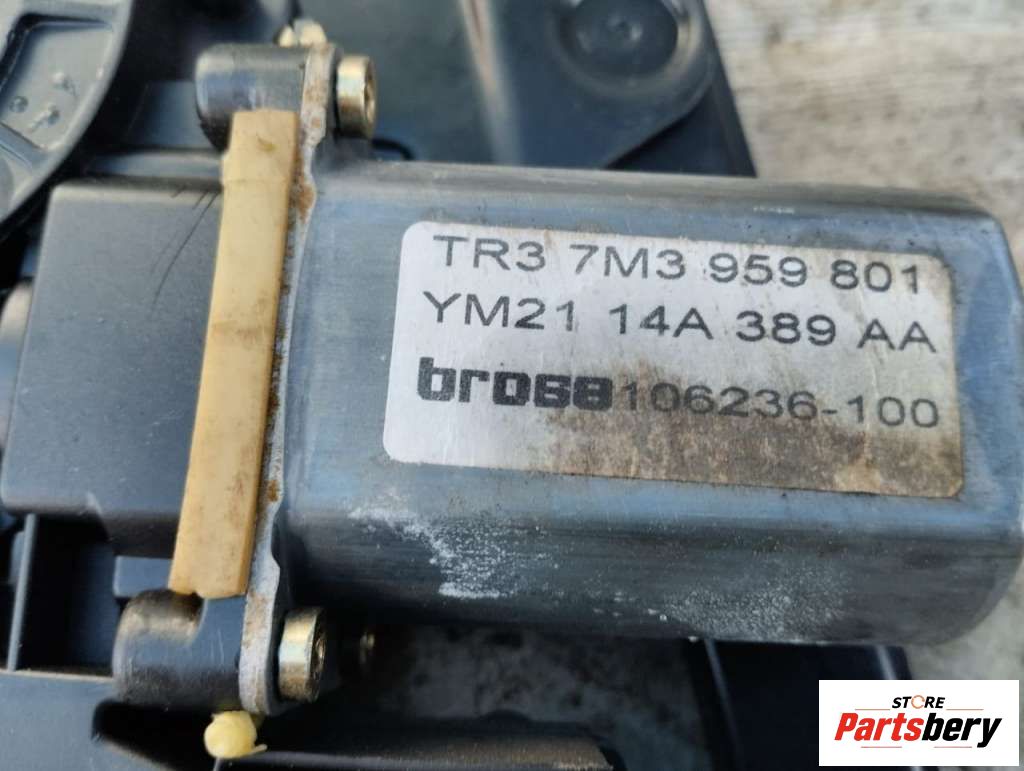 TR3 7M3 959 801
YM21 14A 389 AA
brose 106236-100
STORE
Partsbery